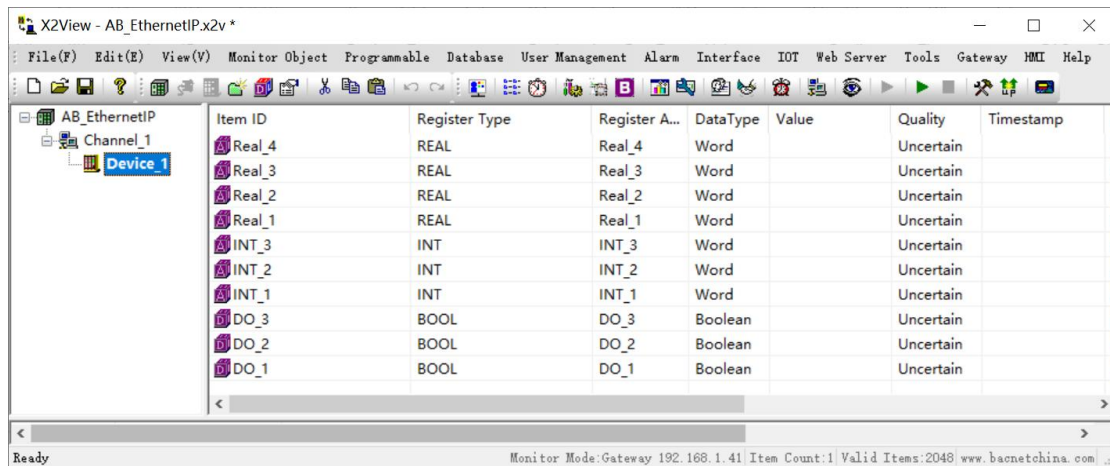 X2View - AB_EthernetIP.x2v *
File(F) Edit(E) View(V) Monitor Object Programmable Database User Management Alarm Interface IOT Web Server Tools Gateway HMI Help
AB_EthernetIP
Channel_1
Device_1
Item ID Register Type Register A... DataType Value Quality Timestamp
Real_4 REAL Real_4 Word Uncertain
Real_3 REAL Real_3 Word Uncertain
Real_2 REAL Real_2 Word Uncertain
Real_1 REAL Real_1 Word Uncertain
INT_3 INT INT_3 Word Uncertain
INT_2 INT INT_2 Word Uncertain
INT_1 INT INT_1 Word Uncertain
DO_3 BOOL DO_3 Boolean Uncertain
DO_2 BOOL DO_2 Boolean Uncertain
DO_1 BOOL DO_1 Boolean Uncertain
Ready Monitor Mode:Gateway 192.168.1.41 Item Count:1 Valid Items:2048 www.bacnetchina.com